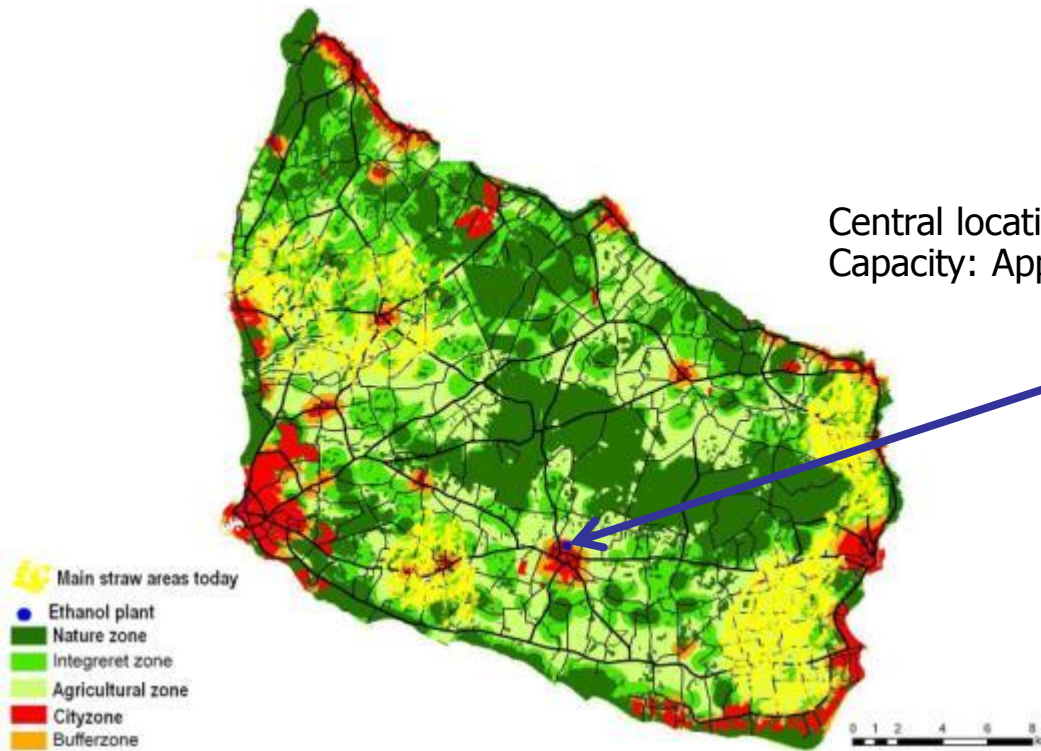 Central locati
Capacity: App
Main straw areas today
Ethanol plant
Nature zone
Integreret zone
Agricultural zone
Cityzone
Bufferzone
0 1 2 4 6 8